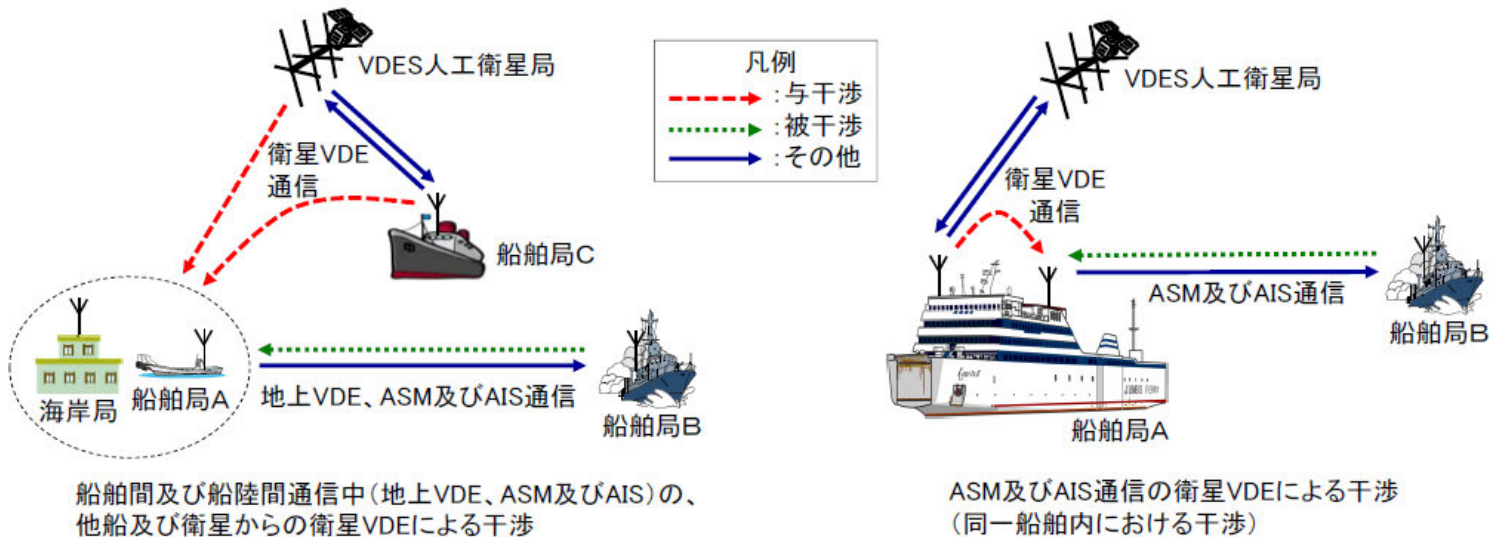 VDES人工衛星局
衛星VDE
通信
船舶局C
海岸局
船舶局A
地上VDE、ASM及びAIS通信
船舶局B
船舶間及び船陸間通信中(地上VDE、ASM及びAIS)の、
他船及び衛星からの衛星VDEによる干渉
凡例
:与干渉
:被干渉
:その他
VDES人工衛星局
衛星VDE
通信
ASM及びAIS通信
船舶局B
JUMBO FERRY
船舶局A
ASM及びAIS通信の衛星VDEによる干渉
(同一船舶内における干渉)